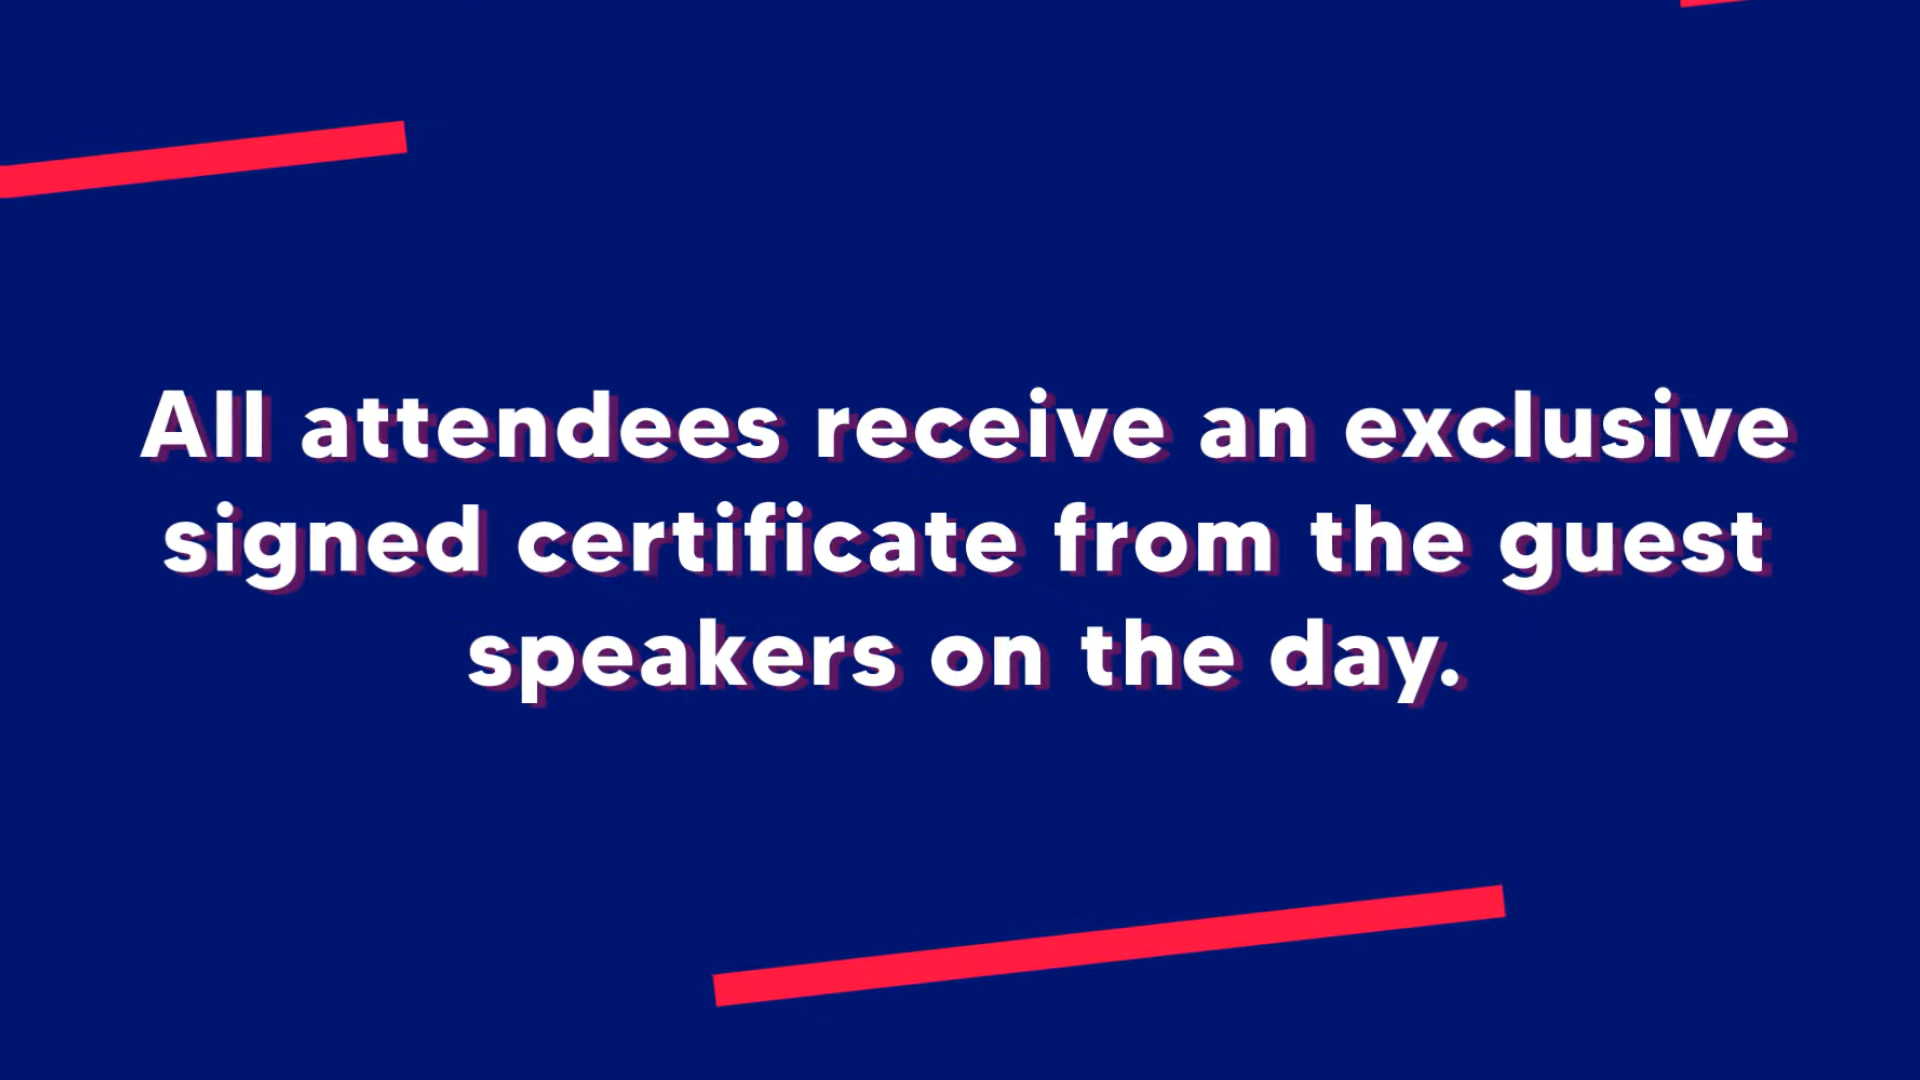 All attendees receive an exclusive
signed certificate from the guest
speakers on the day.